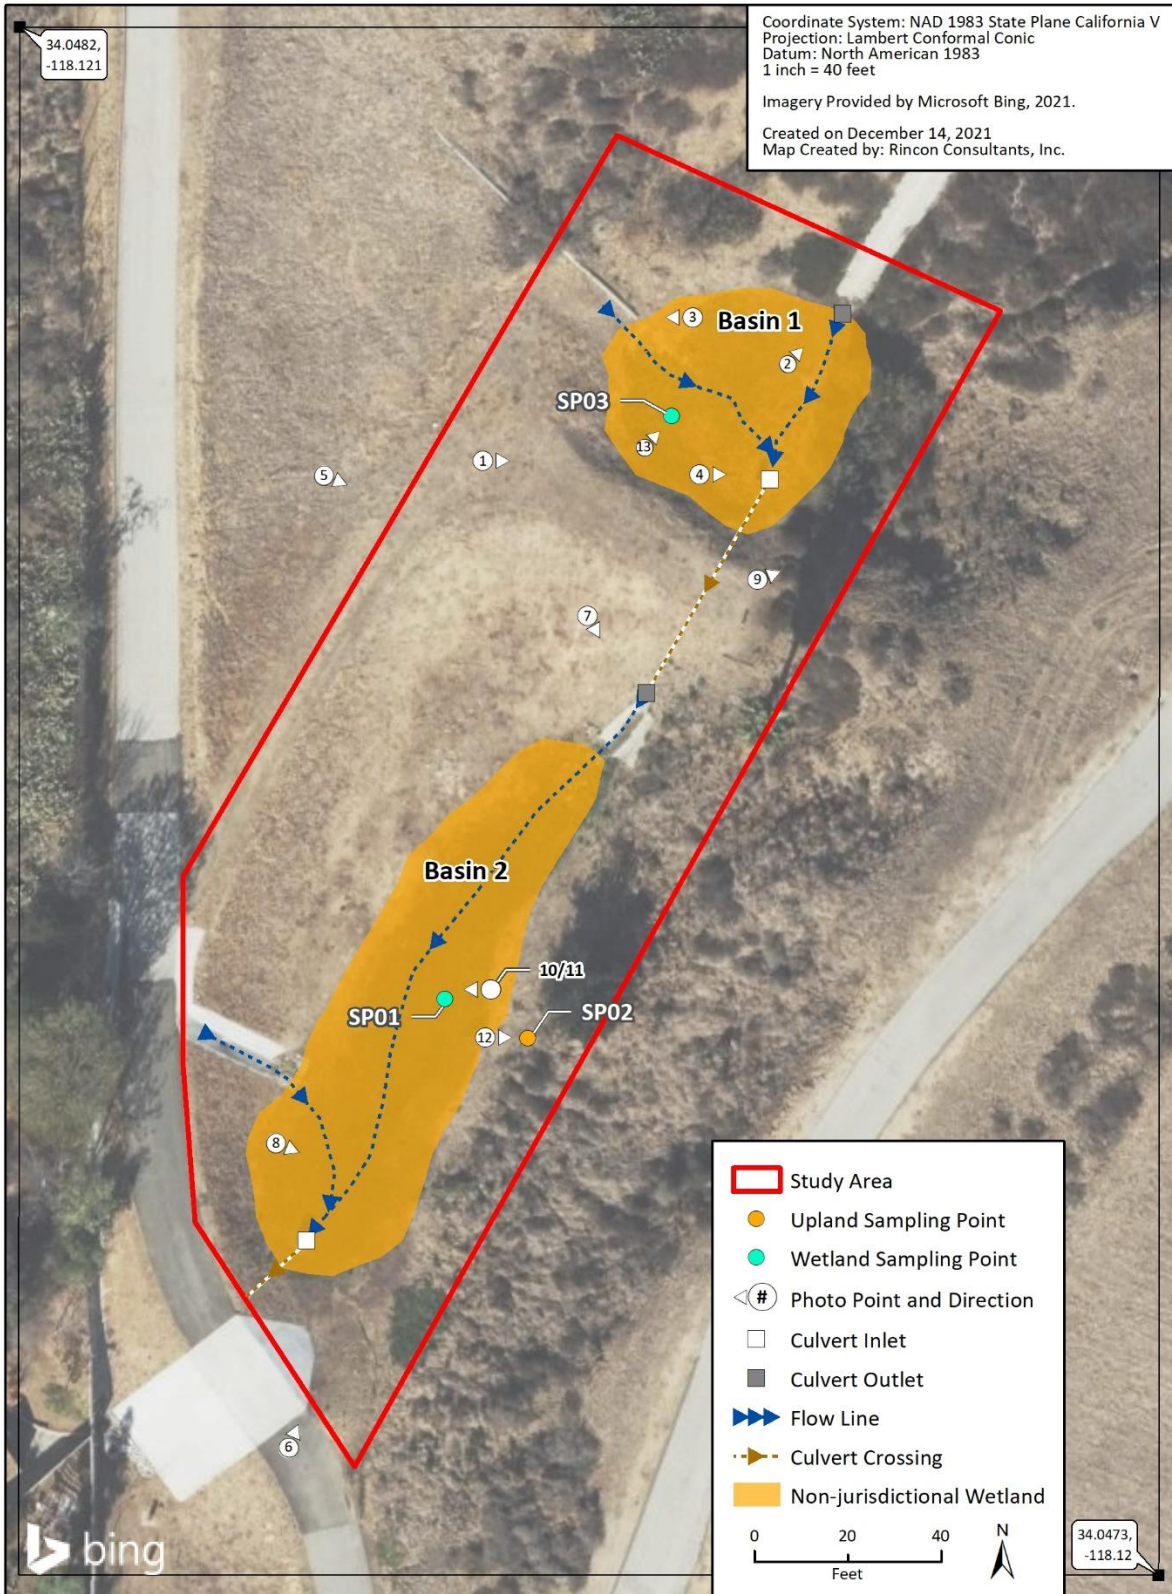 34.0482,
-118.121
Coordinate System: NAD 1983 State Plane California V
Projection: Lambert Conformal Conic
Datum: North American 1983
1 inch = 40 feet
Imagery Provided by Microsoft Bing, 2021.
Created on December 14, 2021
Map Created by: Rincon Consultants, Inc.
3
Basin 1
2
SP03
13
1
4
5
9
7
Basin 2
10/11
SP01
SP02
12
8
6
Study Area
Upland Sampling Point
Wetland Sampling Point
# Photo Point and Direction
Culvert Inlet
Culvert Outlet
Flow Line
Culvert Crossing
Non-jurisdictional Wetland
0 20 40
Feet
N
34.0473,
-118.12
bing